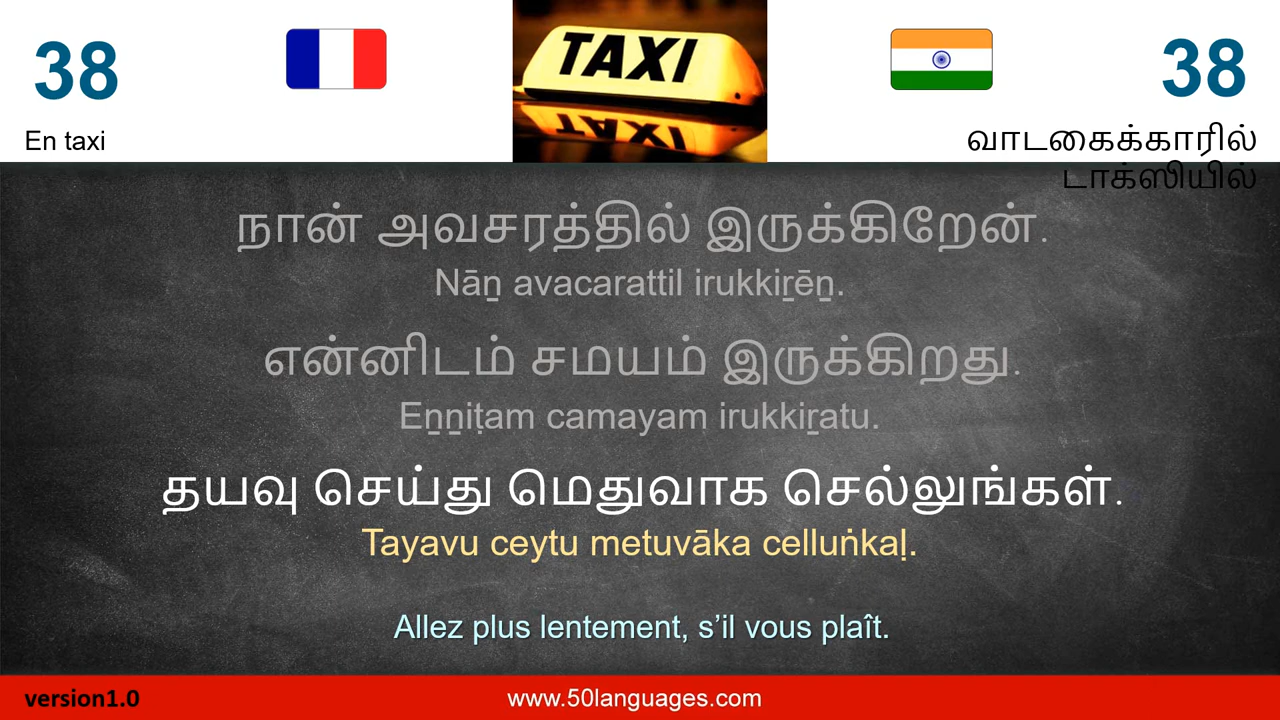 38
38
En taxi
TAXI
வாடகைக்காரில்
டாக்ஸியில்
நான் அவசரத்தில் இருக்கிறேன்.
Nāṉ avacarattil irukkiṟēṉ.
என்னிடம் சமயம் இருக்கிறது.
Eṉṉiṭam camayam irukkiṟatu.
தயவு செய்து மெதுவாக செல்லுங்கள்.
Tayavu ceytu metuvāka celluṅkaḷ.
Allez plus lentement, s’il vous plaît.
version1.0
www.50languages.com